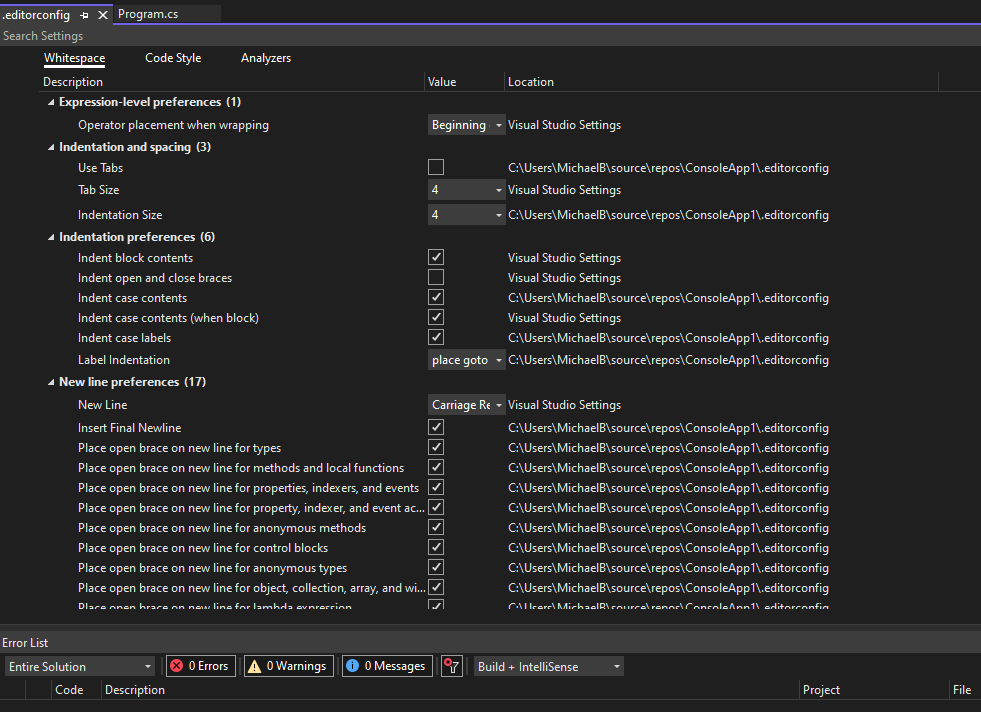 .editorconfig Program.cs
Search Settings
Whitespace Code Style Analyzers
Description Value Location
Expression-level preferences (1)
Operator placement when wrapping Beginning Visual Studio Settings
Indentation and spacing (3)
Use Tabs C:\Users\MichaelB\source\repos\ConsoleApp1\.editorconfig
Tab Size 4 Visual Studio Settings
Indentation Size 4 C:\Users\MichaelB\source\repos\ConsoleApp1\.editorconfig
Indentation preferences (6)
Indent block contents Visual Studio Settings
Indent open and close braces Visual Studio Settings
Indent case contents C:\Users\MichaelB\source\repos\ConsoleApp1\.editorconfig
Indent case contents (when block) Visual Studio Settings
Indent case labels C:\Users\MichaelB\source\repos\ConsoleApp1\.editorconfig
Label Indentation place goto C:\Users\MichaelB\source\repos\ConsoleApp1\.editorconfig
New line preferences (17)
New Line Carriage Re Visual Studio Settings
Insert Final Newline C:\Users\MichaelB\source\repos\ConsoleApp1\.editorconfig
Place open brace on new line for types C:\Users\MichaelB\source\repos\ConsoleApp1\.editorconfig
Place open brace on new line for methods and local functions C:\Users\MichaelB\source\repos\ConsoleApp1\.editorconfig
Place open brace on new line for properties, indexers, and events C:\Users\MichaelB\source\repos\ConsoleApp1\.editorconfig
Place open brace on new line for property, indexer, and event ac... C:\Users\MichaelB\source\repos\ConsoleApp1\.editorconfig
Place open brace on new line for anonymous methods C:\Users\MichaelB\source\repos\ConsoleApp1\.editorconfig
Place open brace on new line for control blocks C:\Users\MichaelB\source\repos\ConsoleApp1\.editorconfig
Place open brace on new line for anonymous types C:\Users\MichaelB\source\repos\ConsoleApp1\.editorconfig
Place open brace on new line for object, collection, array, and wi... C:\Users\MichaelB\source\repos\ConsoleApp1\.editorconfig
Place open brace on new line for lambda expression C:\Users\MichaelB\source\repos\ConsoleApp1\.editorconfig
Error List
Entire Solution 0 Errors 0 Warnings 0 Messages Build + IntelliSense
Code Description Project File